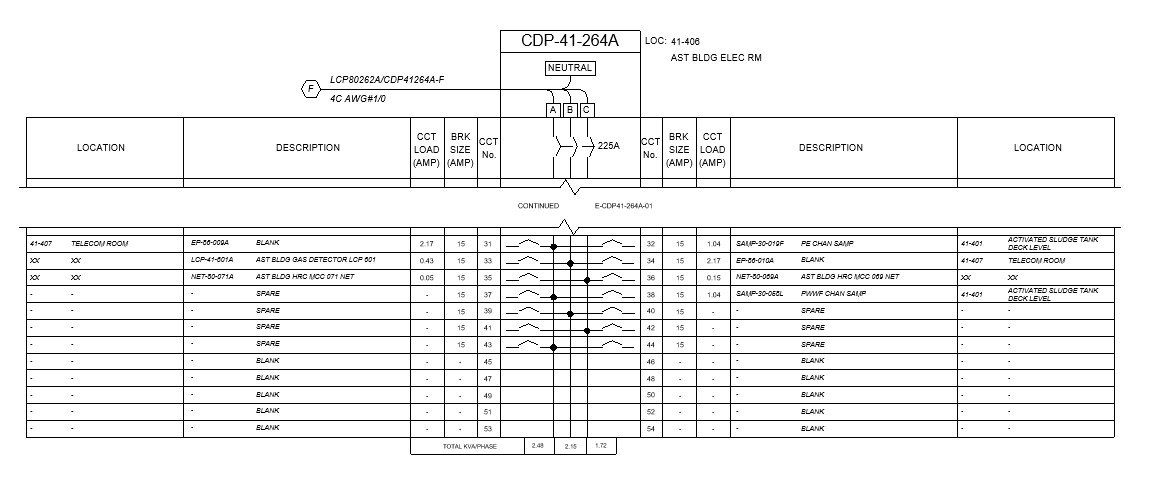 CDP-41-264A
LOC: 41-406
AST BLDG ELEC RM
NEUTRAL
F
LCP80262A/CDP41264A-F
4C AWG#1/0
A B C
LOCATION DESCRIPTION CCT LOAD (AMP) BRK SIZE (AMP) CCT No. 225A CCT No. BRK SIZE (AMP) CCT LOAD (AMP) DESCRIPTION LOCATION
CONTINUED E-CDP41-264A-01
41-407 TELECOM ROOM EP-66-009A BLANK 2.17 15 31 32 15 1.04 SAMP-30-019F PE CHAN SAMP 41-401 ACTIVATED SLUDGE TANK DECK LEVEL
XX XX LCP-41-601A AST BLDG GAS DETECTOR LCP 601 0.43 15 33 34 15 2.17 EP-66-010A BLANK 41-407 TELECOM ROOM
XX XX NET-50-071A AST BLDG HRC MCC 071 NET 0.05 15 35 36 15 0.15 NET-50-069A AST BLDG HRC MCC 069 NET XX XX
- - - SPARE - 15 37 38 15 1.04 SAMP-30-055L PWWF CHAN SAMP 41-401 ACTIVATED SLUDGE TANK DECK LEVEL
- - - SPARE - 15 39 40 15 - - SPARE - -
- - - SPARE - 15 41 42 15 - - SPARE - -
- - - SPARE - 15 43 44 15 - - SPARE - -
- - - BLANK - - 45 46 - - - BLANK - -
- - - BLANK - - 47 48 - - - BLANK - -
- - - BLANK - - 49 50 - - - BLANK - -
- - - BLANK - - 51 52 - - - BLANK - -
- - - BLANK - - 53 54 - - - BLANK - -
TOTAL KVA/PHASE 2.48 2.15 1.72